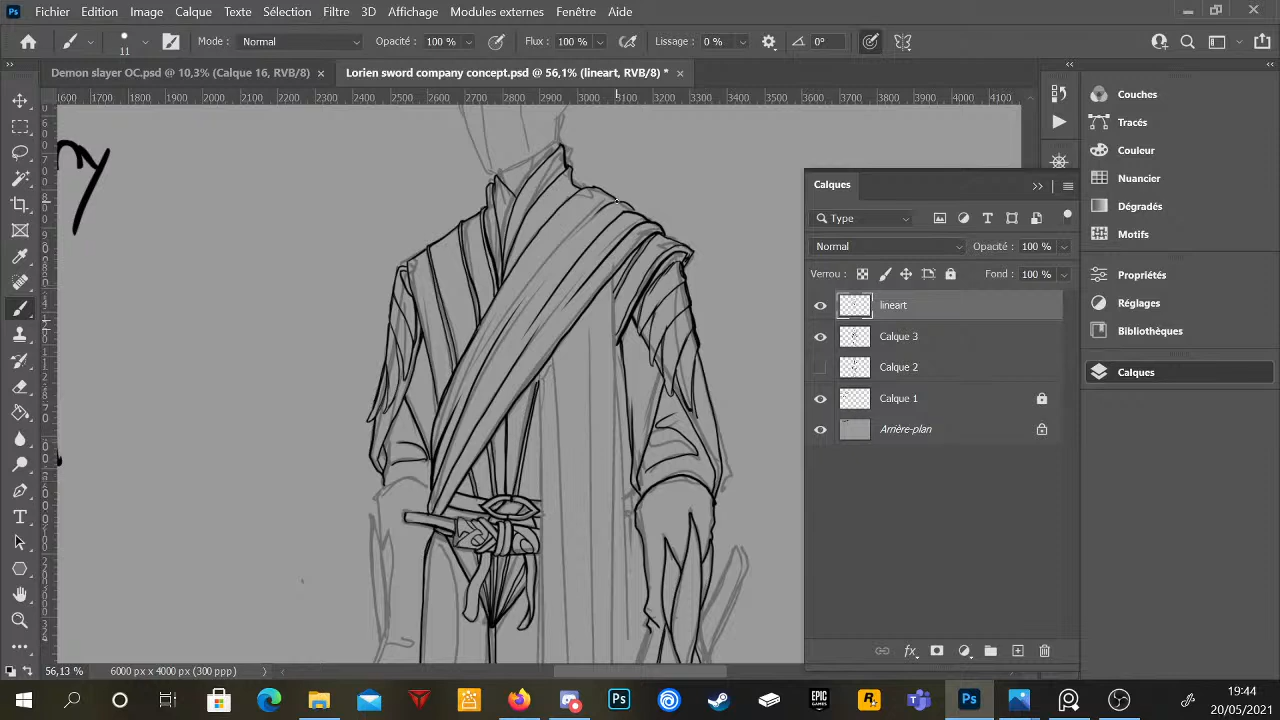 Fichier Edition Image Calque Texte Sélection Filtre 3D Affichage Modules externes Fenêtre Aide
11 Mode: Normal Opacité: 100 % Flux: 100 % Lissage: 0 % 0°
Demon slayer OC.psd @ 10,3% (Calque 16, RVB/8) × Lorien sword company concept.psd @ 56,1% (lineart, RVB/8) * ×
1600 1700 1800 1900 2000 2100 2200 2300 2400 2500 2600 2700 2800 2900 3000 3100 3200 3300 3400 3500 3600 3700 3800 3900 4000 4100
Couches
Tracés
Couleur
Nuancier
Dégradés
Motifs
Propriétés
Réglages
Bibliothèques
Calques
Calques
Type
Normal Opacité: 100 %
Verrou: Fond: 100 %
lineart
Calque 3
Calque 2
Calque 1
Arrière-plan
fx
56,13 % 6000 px x 4000 px (300 ppp)
EPIC GAMES
19:44
20/05/2021